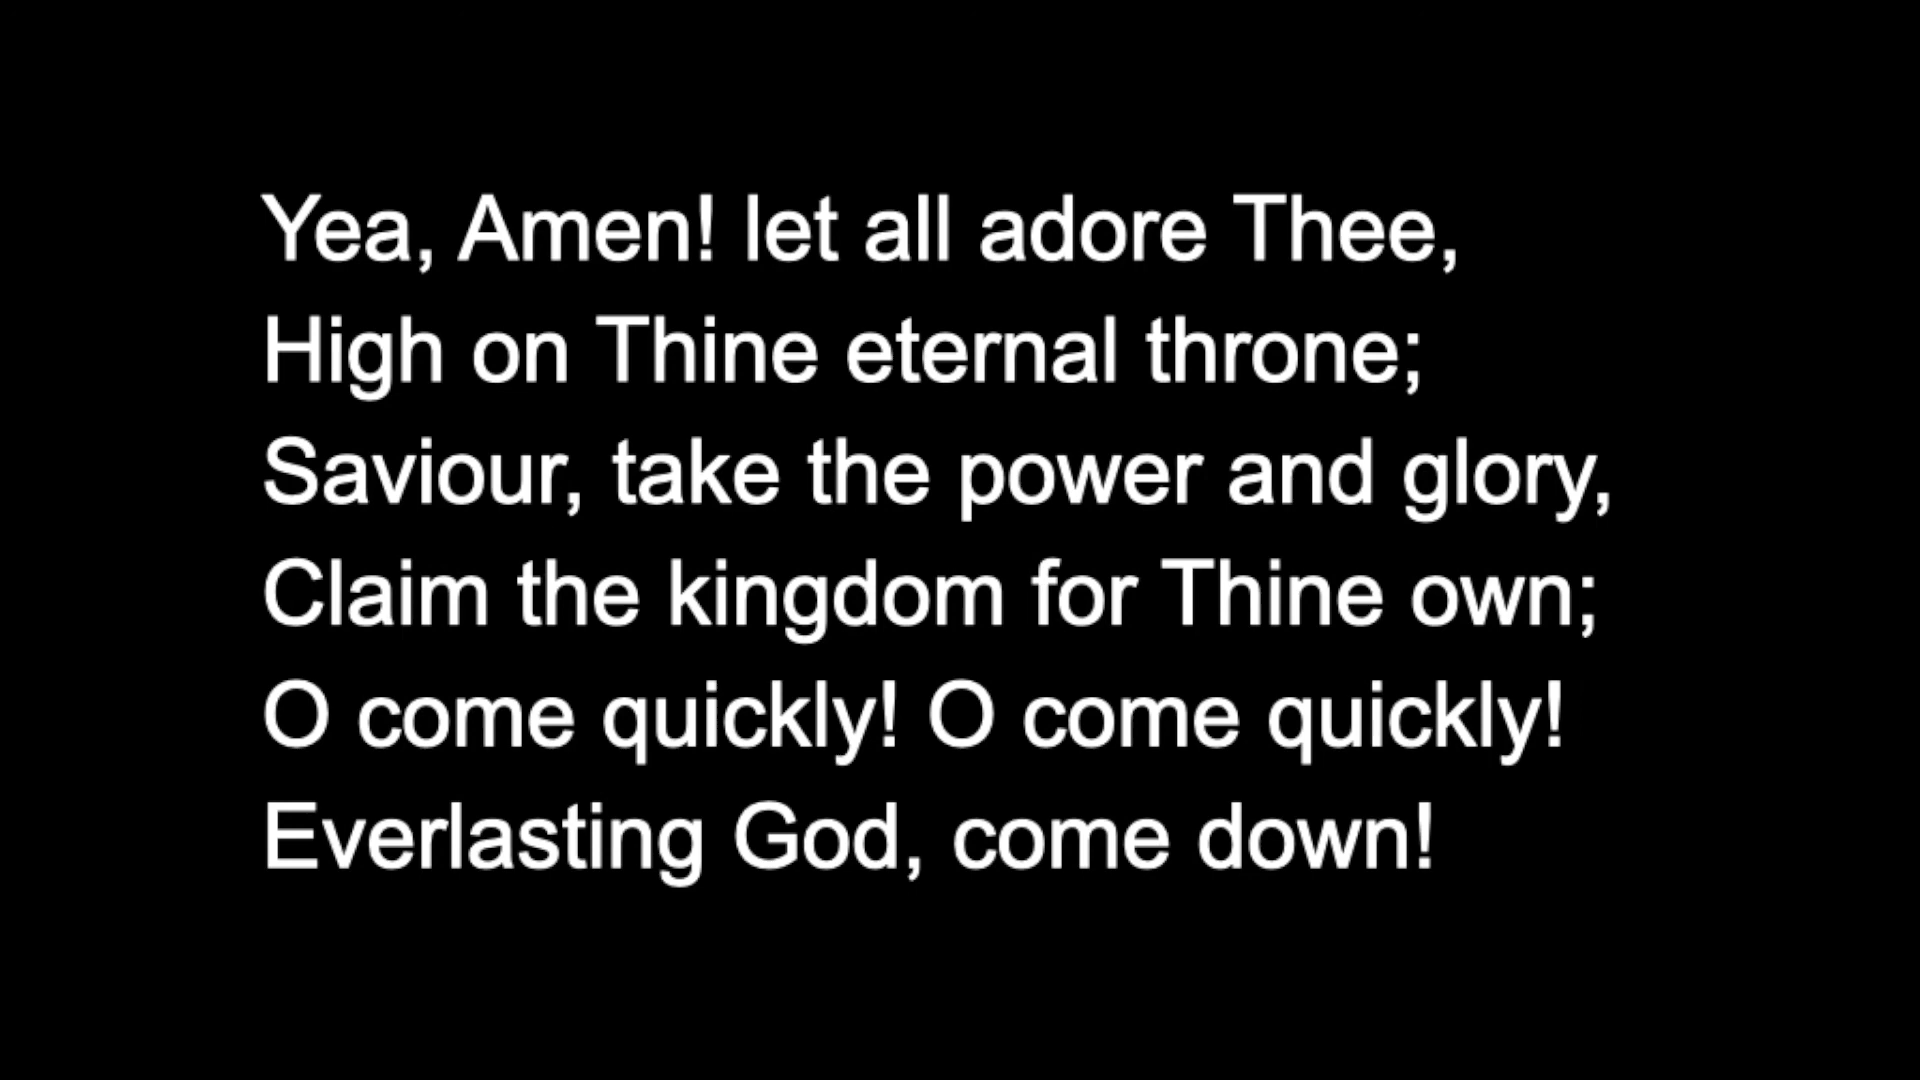 Yea, Amen! let all adore Thee,
High on Thine eternal throne;
Saviour, take the power and glory,
Claim the kingdom for Thine own;
O come quickly! O come quickly!
Everlasting God, come down!